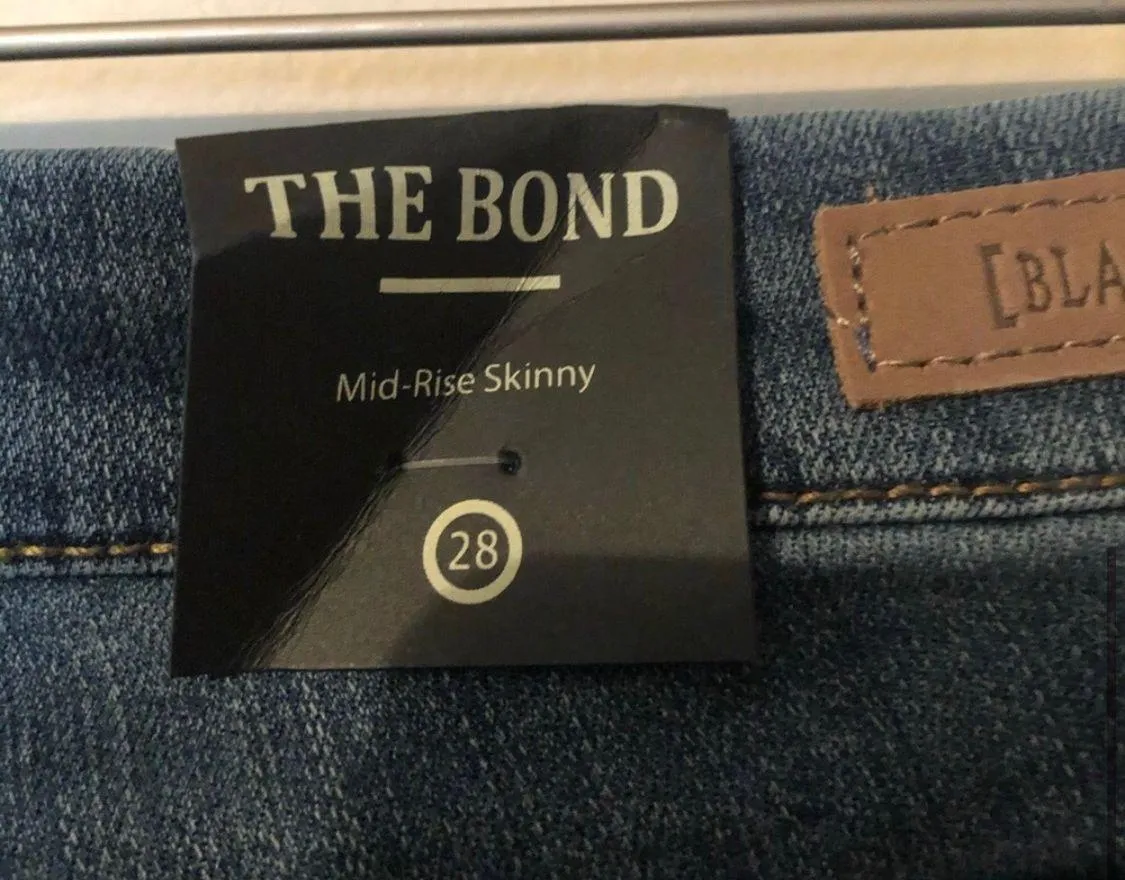 THE BOND
Mid-Rise Skinny
28
[BLA